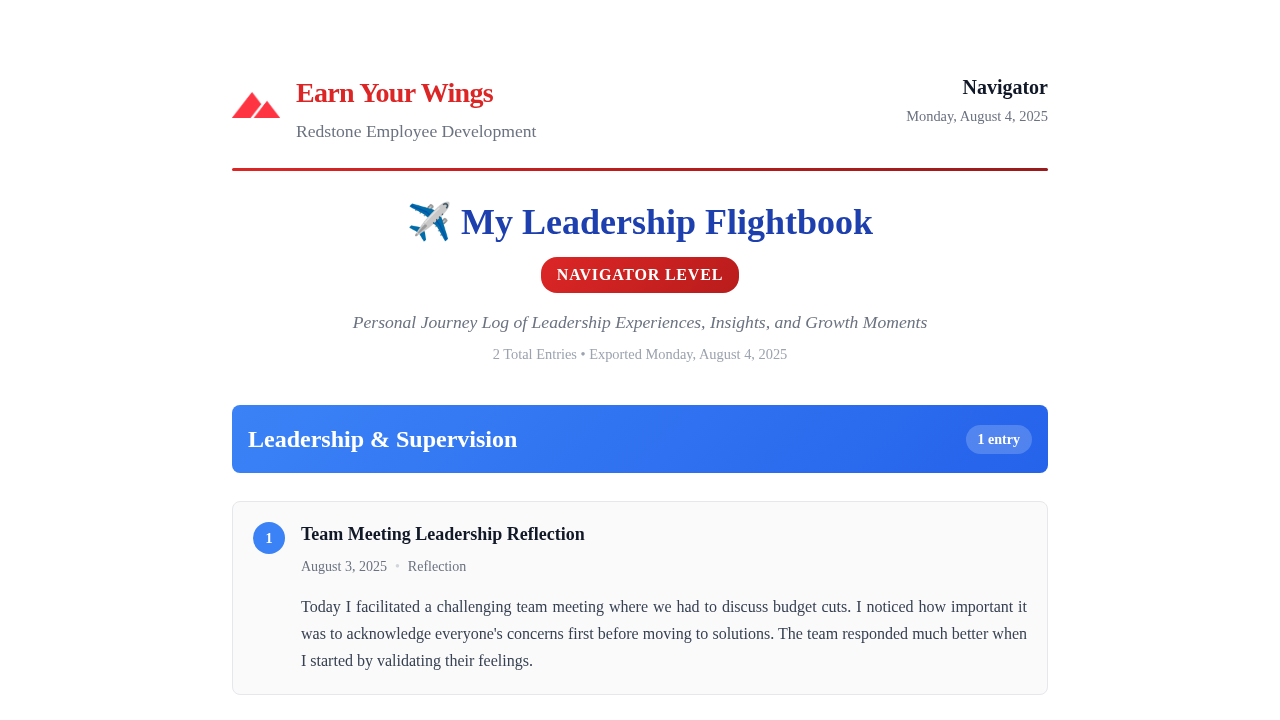 Earn Your Wings
Redstone Employee Development
Navigator
Monday, August 4, 2025
My Leadership Flightbook
NAVIGATOR LEVEL
Personal Journey Log of Leadership Experiences, Insights, and Growth Moments
2 Total Entries • Exported Monday, August 4, 2025
Leadership & Supervision
1 entry
1
Team Meeting Leadership Reflection
August 3, 2025 • Reflection
Today I facilitated a challenging team meeting where we had to discuss budget cuts. I noticed how important it
was to acknowledge everyone's concerns first before moving to solutions. The team responded much better when
I started by validating their feelings.